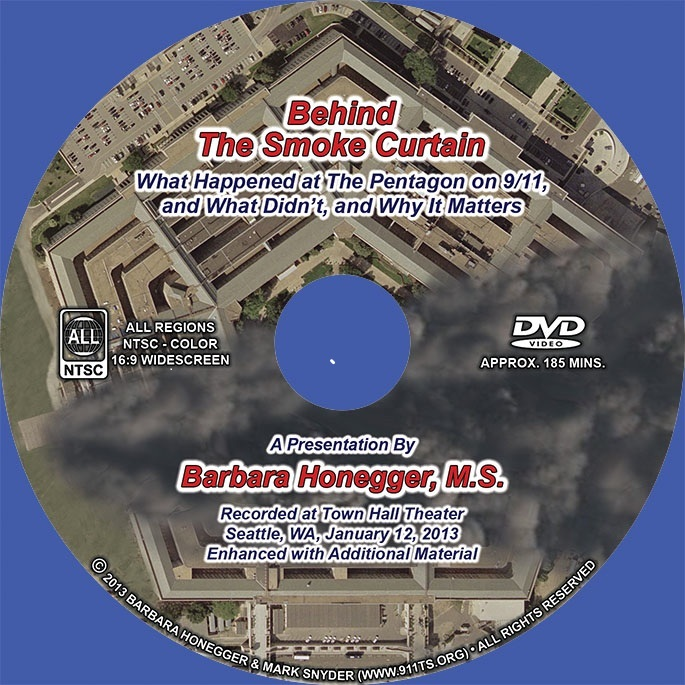 Behind
The Smoke Curtain
What Happened at The Pentagon on 9/11,
and What Didn't, and Why It Matters
ALL
NTSC
ALL REGIONS
NTSC - COLOR
16:9 WIDESCREEN
DVD
VIDEO
APPROX. 185 MINS.
A Presentation By
Barbara Honegger, M.S.
Recorded at Town Hall Theater
Seattle, WA, January 12, 2013
Enhanced with Additional Material
© 2013 BARBARA HONEGGER & MARK SNYDER (WWW.911TS.ORG) • ALL RIGHTS RESERVED